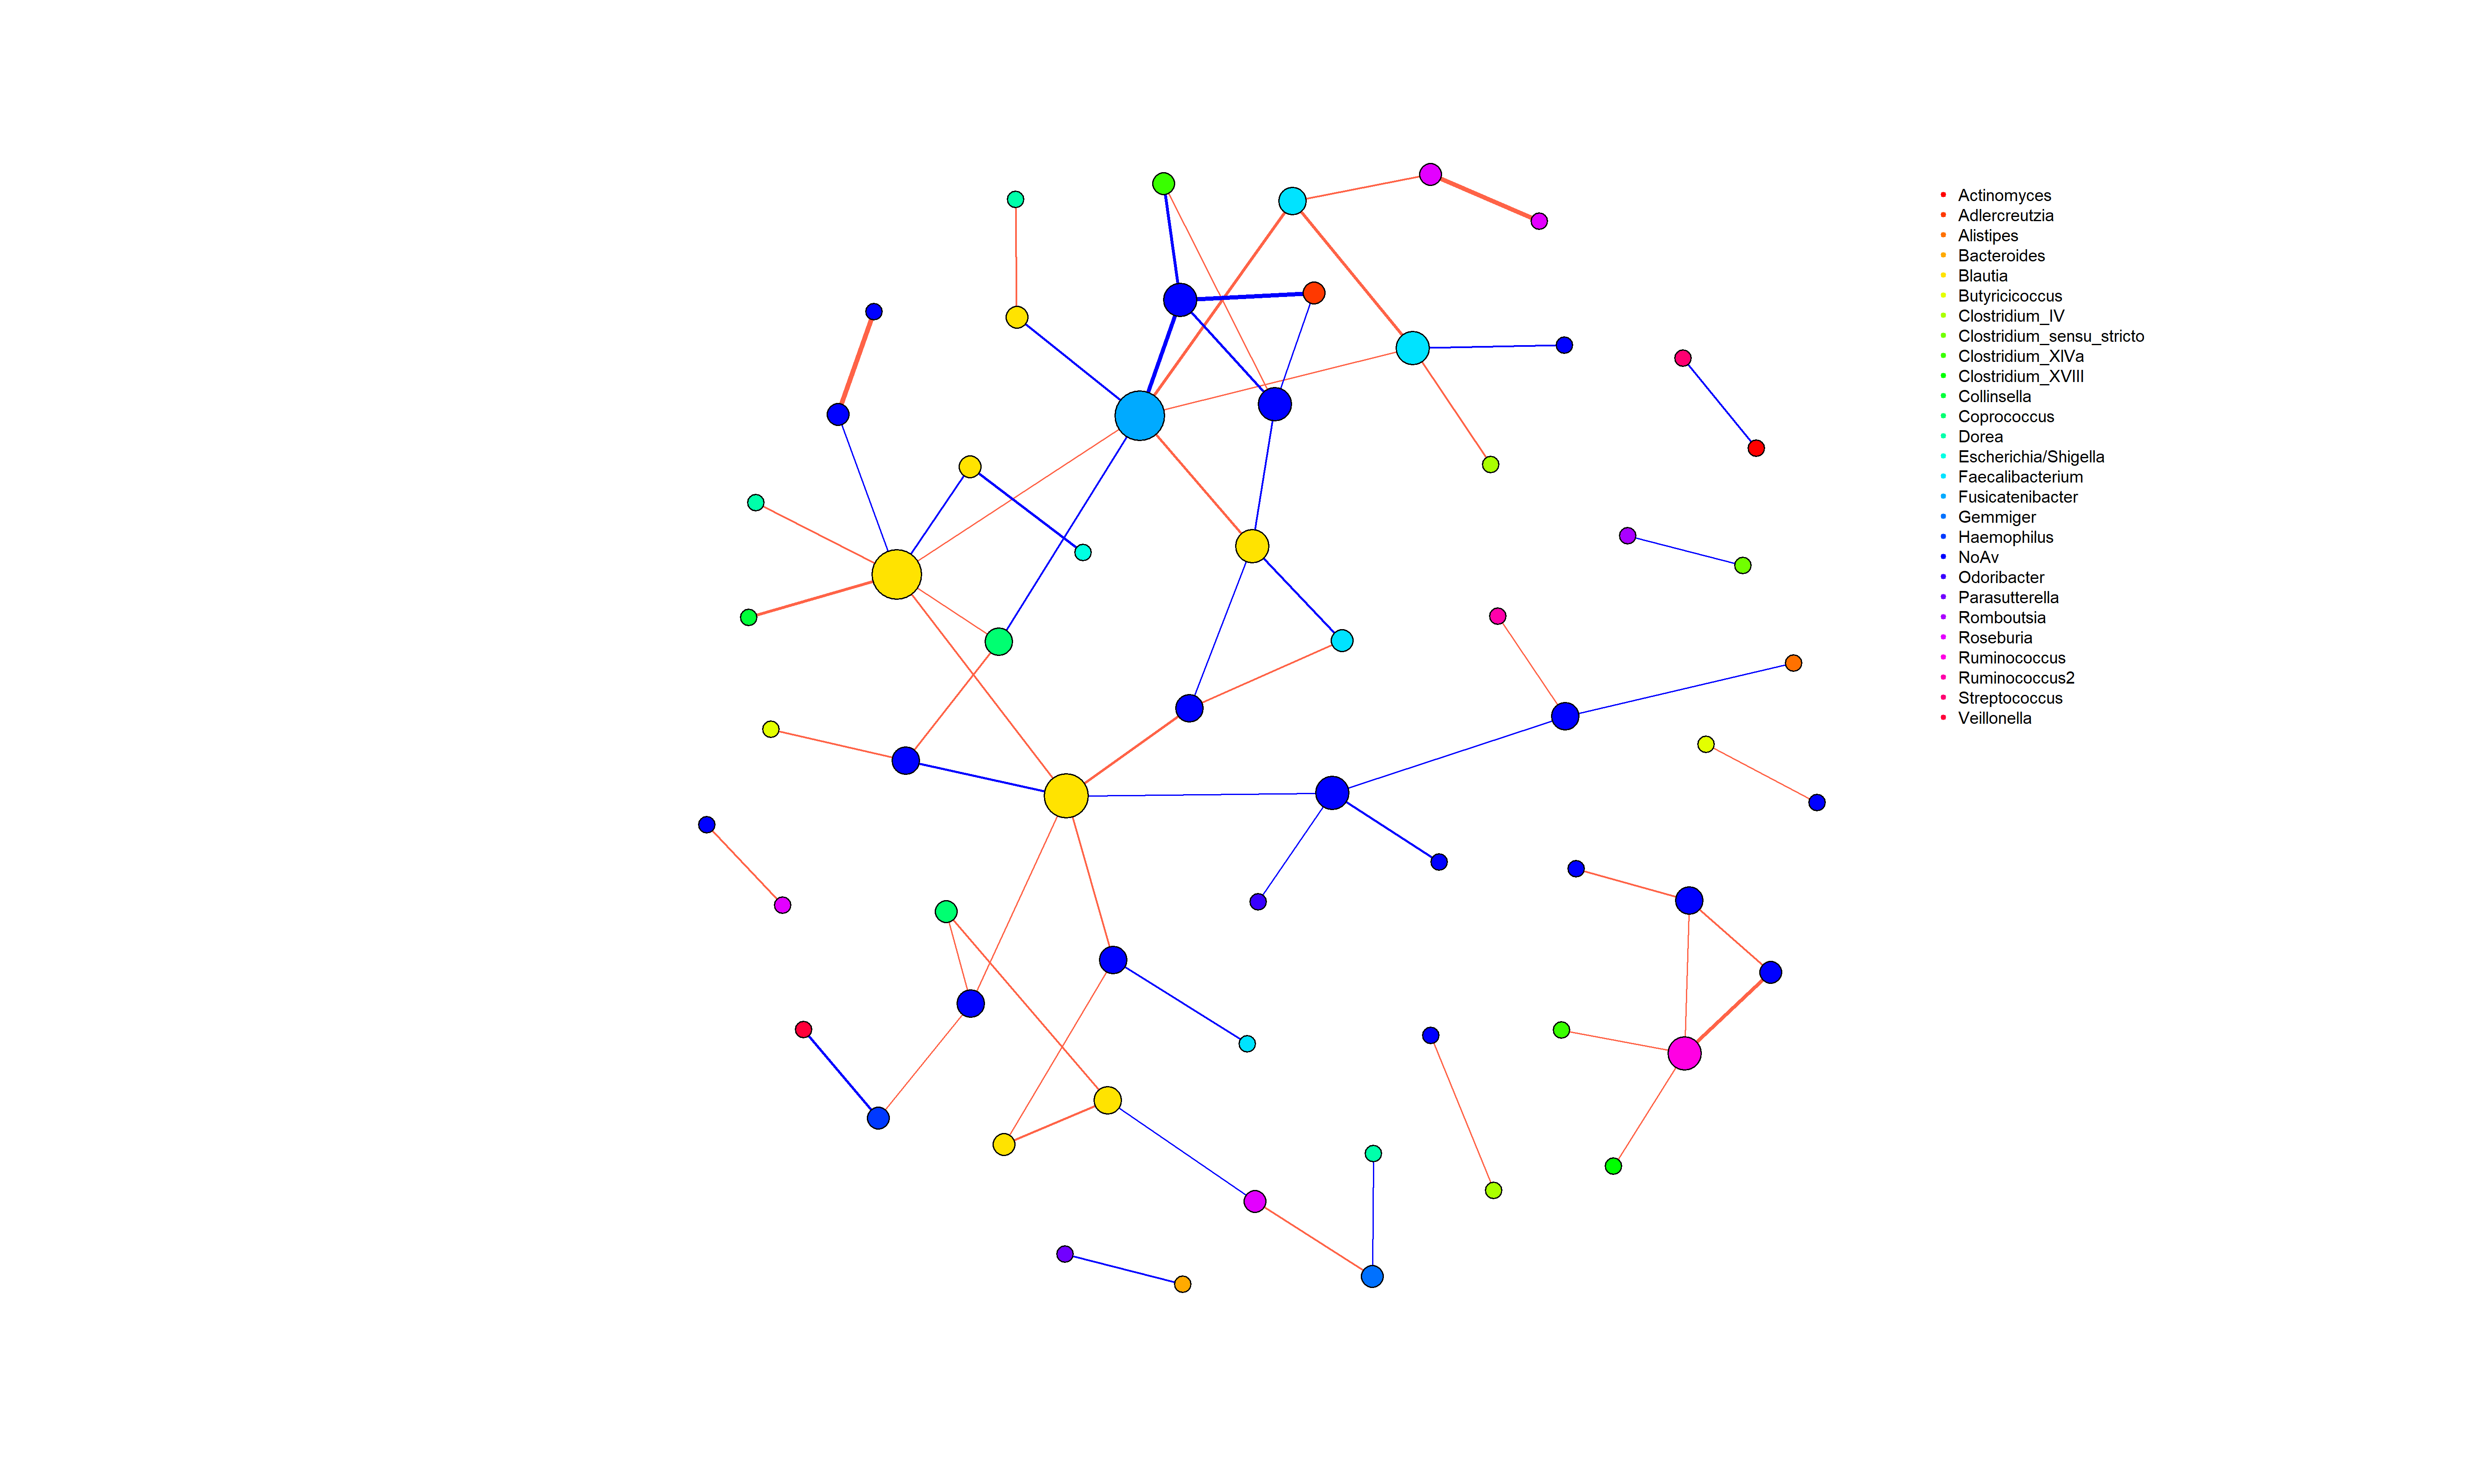 Actinomyces
Adlercreutzia
Alistipes
Bacteroides
Blautia
Butyricicoccus
Clostridium_IV
Clostridium_sensu_stricto
Clostridium_XIVa
Clostridium_XVIII
Collinsella
Coprococcus
Dorea
Escherichia/Shigella
Faecalibacterium
Fusicatenibacter
Gemmiger
Haemophilus
NoAv
Odoribacter
Parasutterella
Romboutsia
Roseburia
Ruminococcus
Ruminococcus2
Streptococcus
Veillonella